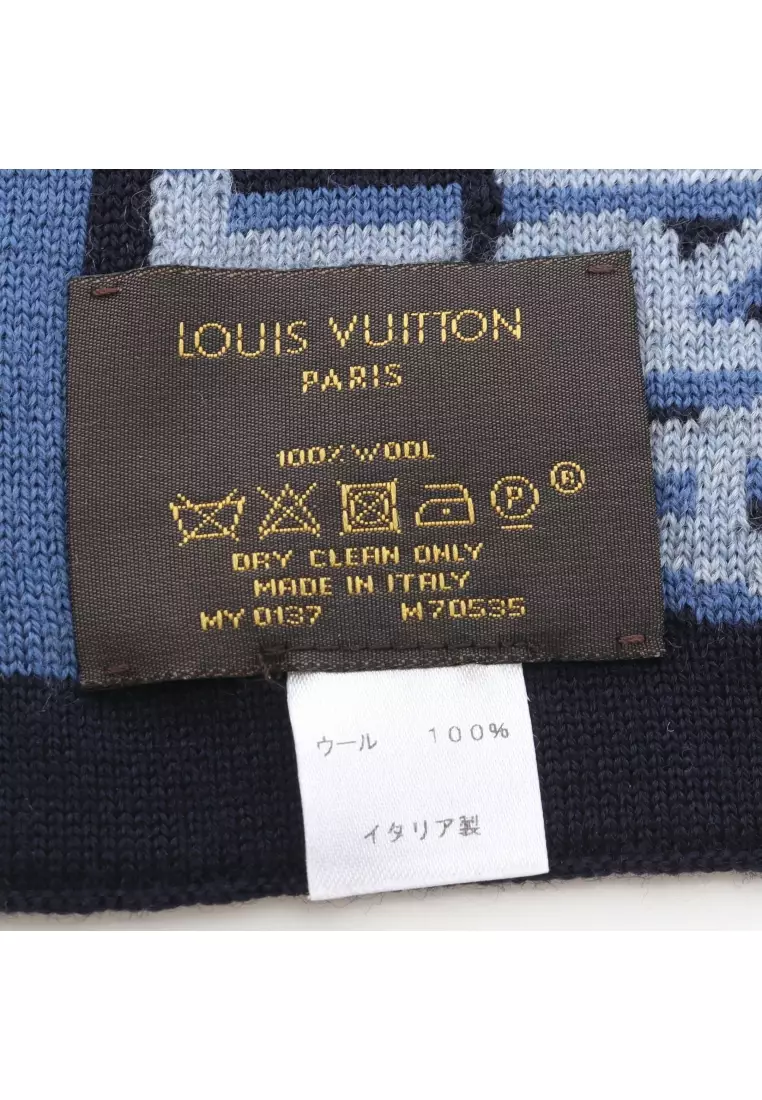 LOUIS VUITTON
PARIS
100% WOOL
P ®
DRY CLEAN ONLY
MADE IN ITALY
MY 0137 M70535
ウール 100%
イタリア製